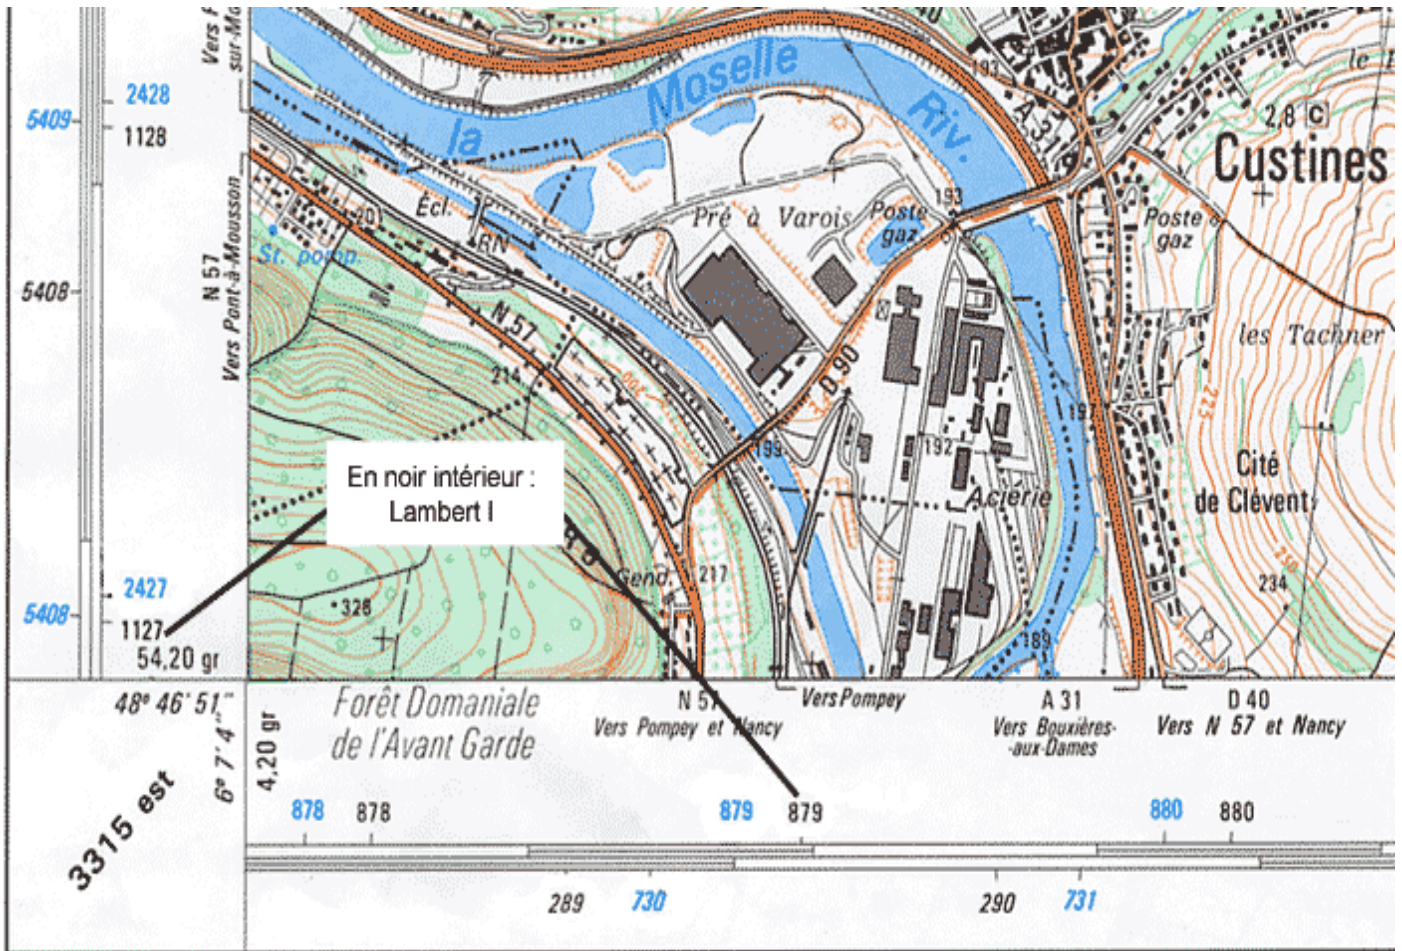 Vers P
sur-Mo
40
193
la Moselle Riv.
A 31
2,8 C
Custines
2428
5409
1128
Vers Pont-à-Mousson
N 57
Écl.
RN
St. pomp.
201
Pré à Varois
Poste
gaz
193
Poste
gaz
5408
N 57
214
200
D 90
les Tachner
225
197
199
192
Aciérie
Cité
de Clévent
En noir intérieur :
Lambert I
Gend.
217
328
250
234
189
2427
5408
1127
54,20 gr
48° 46' 51"
6° 7' 4"
4,20 gr
3315 est
Forêt Domaniale
de l'Avant Garde
N 57
Vers Pompey et Nancy
Vers Pompey
A 31
Vers Bouxières-
-aux-Dames
D 40
Vers N 57 et Nancy
878 878 879 879 880 880
289 730 290 731